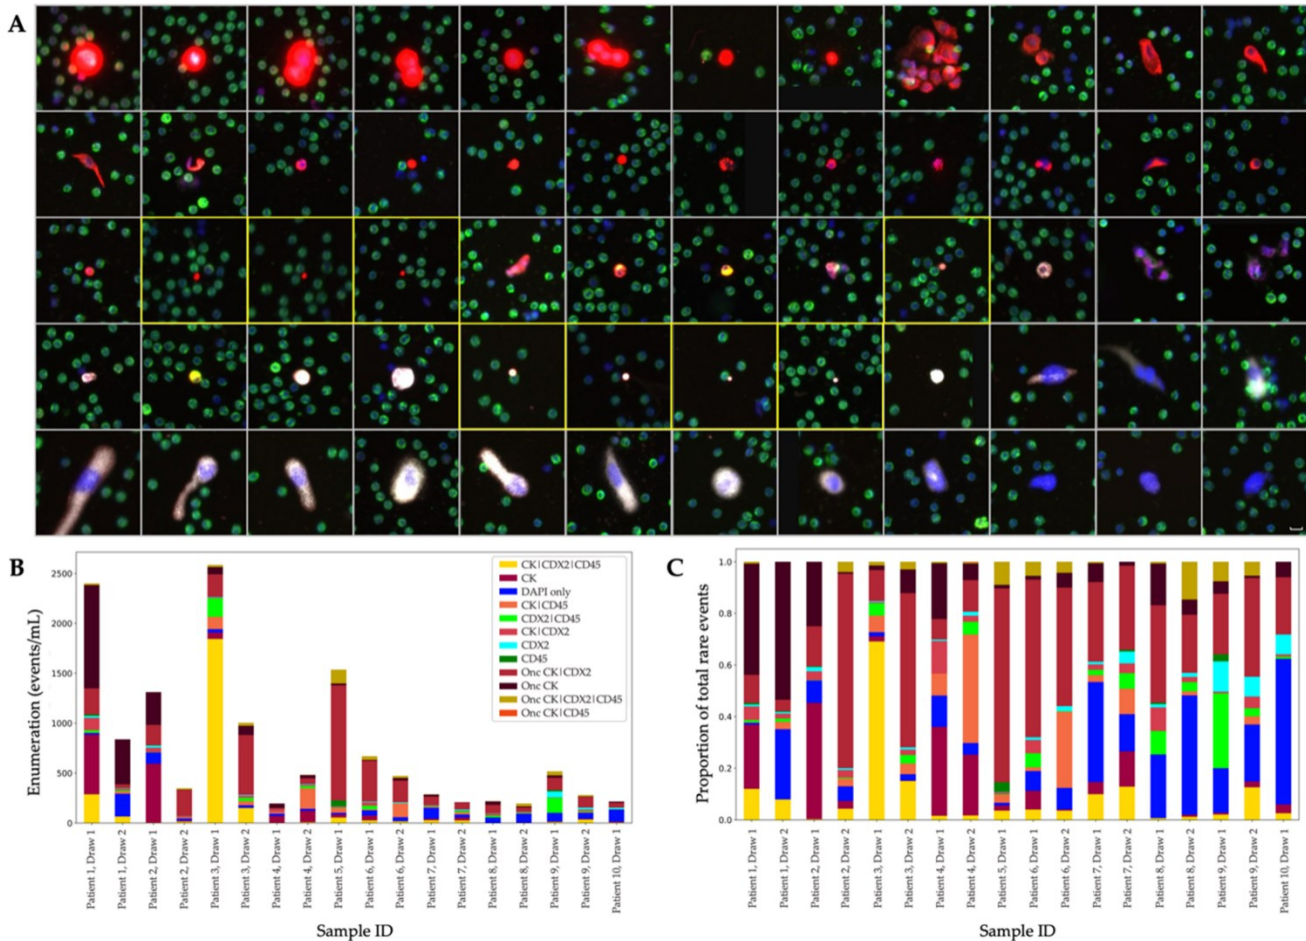 A
B
Enumeration (events/mL)
2500
2000
1500
1000
500
0
CK|CDX2|CD45
CK
DAPI only
CK|CD45
CDX2|CD45
CK|CDX2
CDX2
CD45
Onc CK|CDX2
Onc CK
Onc CK|CDX2|CD45
Onc CK|CD45
Patient 1, Draw 1
Patient 1, Draw 2
Patient 2, Draw 1
Patient 2, Draw 2
Patient 3, Draw 1
Patient 3, Draw 2
Patient 4, Draw 1
Patient 4, Draw 2
Patient 5, Draw 1
Patient 6, Draw 1
Patient 6, Draw 2
Patient 7, Draw 1
Patient 7, Draw 2
Patient 8, Draw 1
Patient 8, Draw 2
Patient 9, Draw 1
Patient 9, Draw 2
Patient 10, Draw 1
Sample ID
C
Proportion of total rare events
1.0
0.8
0.6
0.4
0.2
0.0
Patient 1, Draw 1
Patient 1, Draw 2
Patient 2, Draw 1
Patient 2, Draw 2
Patient 3, Draw 1
Patient 3, Draw 2
Patient 4, Draw 1
Patient 4, Draw 2
Patient 5, Draw 1
Patient 6, Draw 1
Patient 6, Draw 2
Patient 7, Draw 1
Patient 7, Draw 2
Patient 8, Draw 1
Patient 8, Draw 2
Patient 9, Draw 1
Patient 9, Draw 2
Patient 10, Draw 1
Sample ID